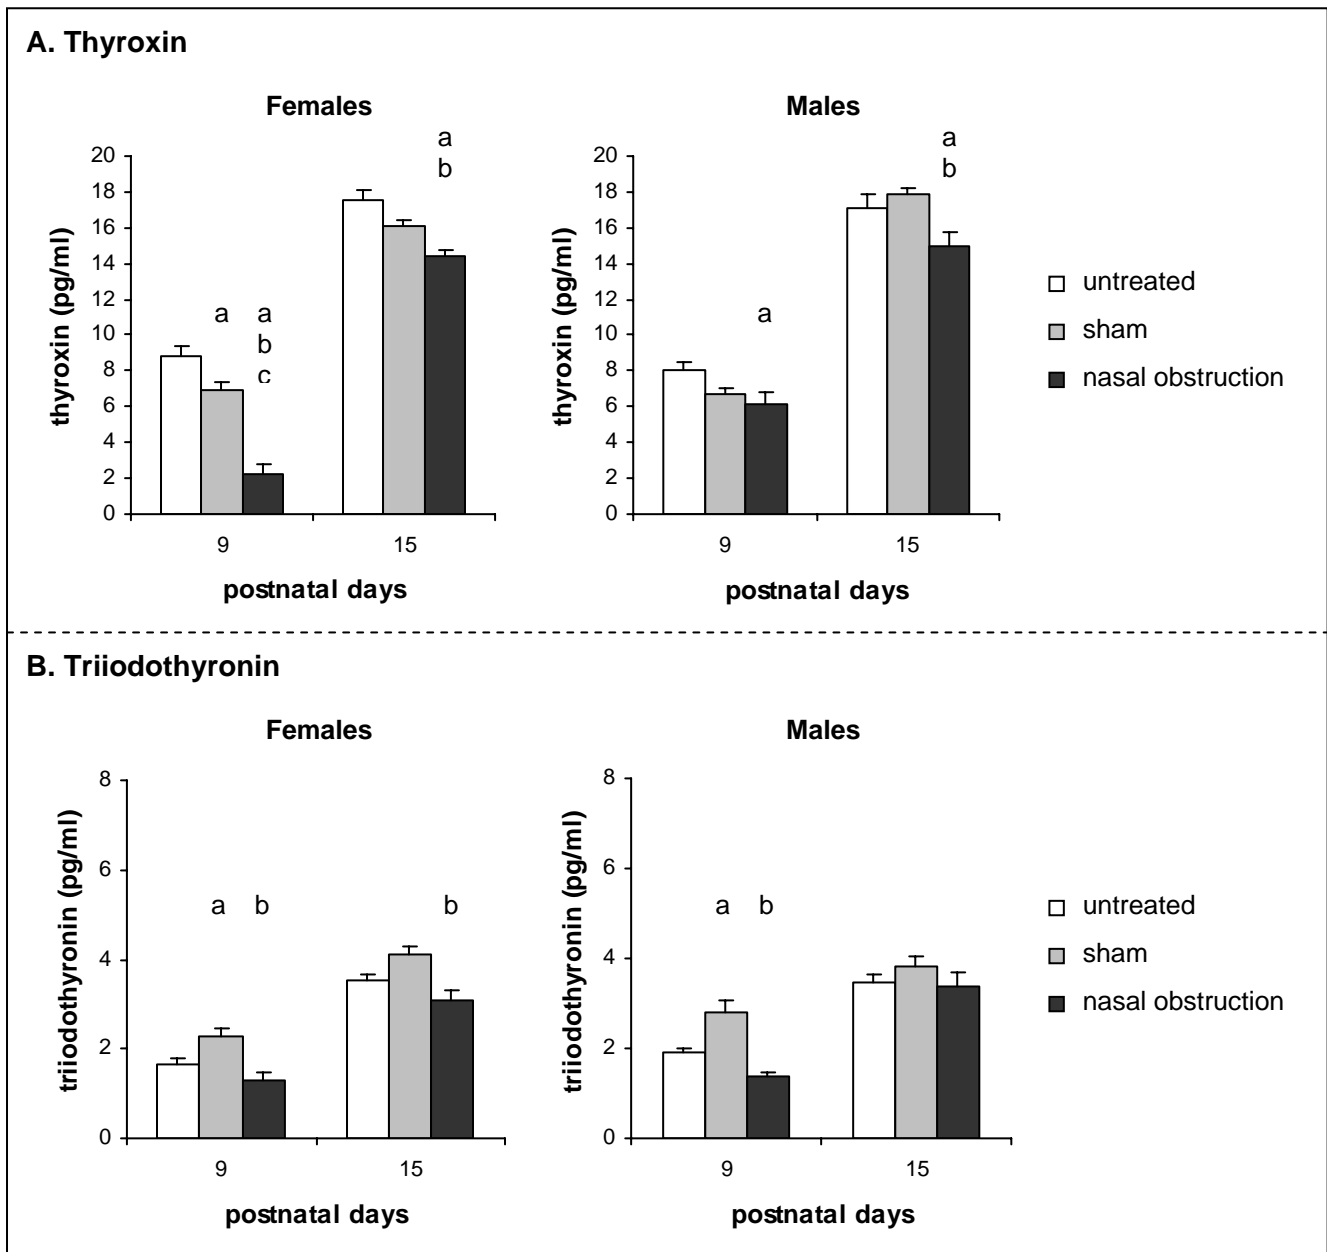 A. Thyroxin
Females
thyroxin (pg/ml)
20
18
16
14
12
10
8
6
4
2
0
a
a
b
c
a
b
9
15
postnatal days
Males
thyroxin (pg/ml)
20
18
16
14
12
10
8
6
4
2
0
a
a
b
9
15
postnatal days
untreated
sham
nasal obstruction
B. Triiodothyronin
Females
triiodothyronin (pg/ml)
8
6
4
2
0
a
b
b
9
15
postnatal days
Males
triiodothyronin (pg/ml)
8
6
4
2
0
a
b
9
15
postnatal days
untreated
sham
nasal obstruction